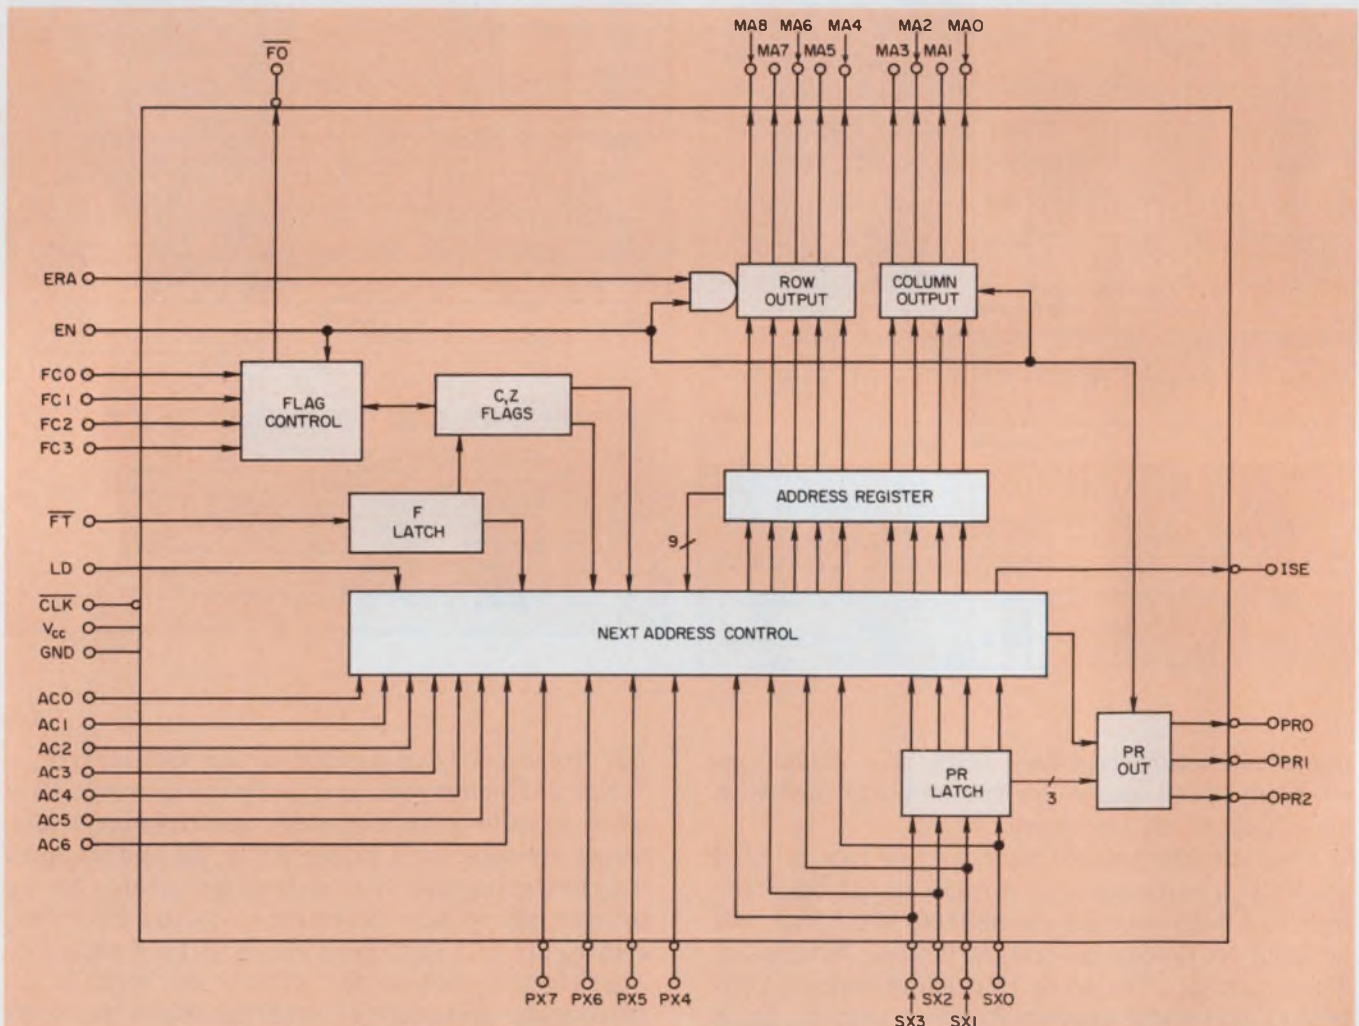 MA8 MA6 MA4 MA2 MA0
FO MA7 MA5 MA3 MA1
ERA
ROW
OUTPUT
COLUMN
OUTPUT
EN
FC0
FC1
FC2
FC3
FLAG
CONTROL
C,Z
FLAGS
ADDRESS REGISTER
FT
F
LATCH
9
LD
ISE
CLK
Vcc
GND
NEXT ADDRESS CONTROL
AC0
AC1
AC2
AC3
AC4
AC5
AC6
PR
LATCH
3
PR
OUT
PR0
PR1
PR2
PX7 PX6 PX5 PX4 SX2 SX0
SX3 SX1